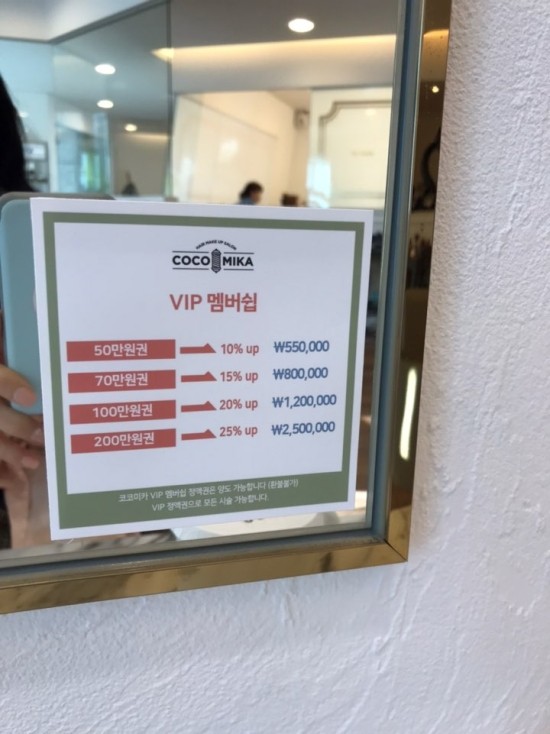 HAIR MAKE UP SALON
COCO MIKA
VIP 멤버쉽
50만원권 10% up ₩550,000
70만원권 15% up ₩800,000
100만원권 20% up ₩1,200,000
200만원권 25% up ₩2,500,000
코코미카 VIP 멤버쉽 정액권은 양도 가능합니다 (환불불가)
VIP 정액권으로 모든 시술 가능합니다.